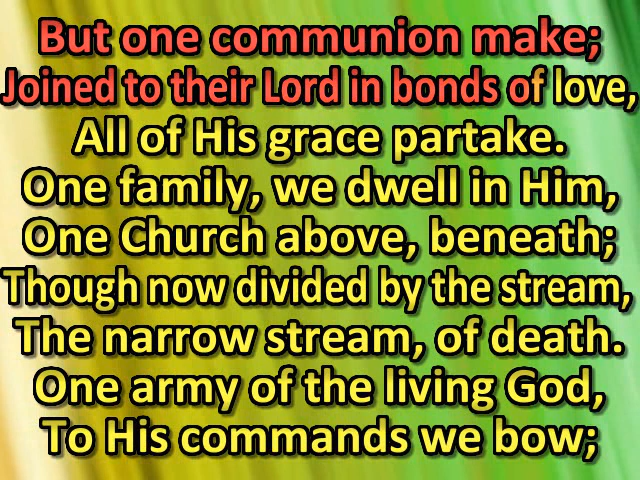 But one communion make;
Joined to their Lord in bonds of love,
All of His grace partake.
One family, we dwell in Him,
One Church above, beneath;
Though now divided by the stream,
The narrow stream, of death.
One army of the living God,
To His commands we bow;